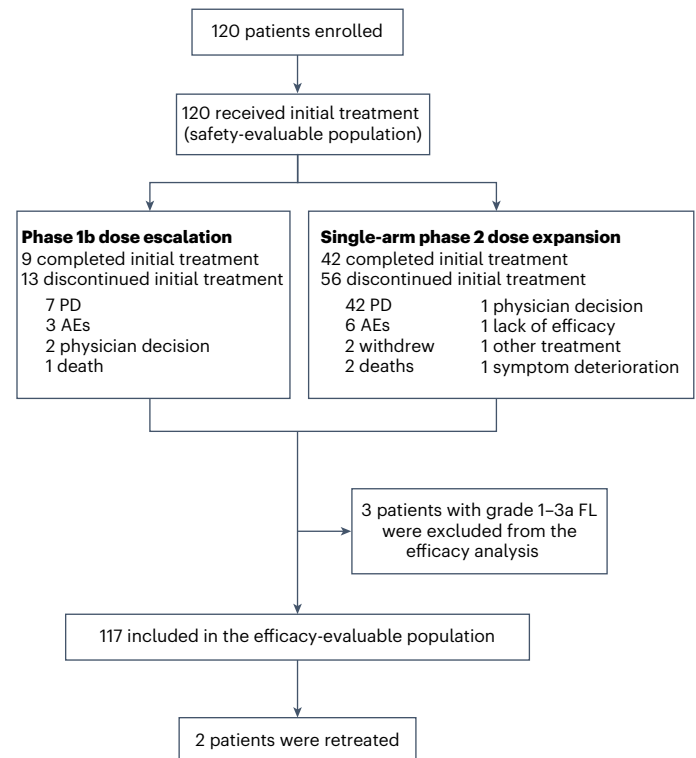 120 patients enrolled
120 received initial treatment
(safety-evaluable population)
Phase 1b dose escalation
9 completed initial treatment
13 discontinued initial treatment
7 PD
3 AEs
2 physician decision
1 death
Single-arm phase 2 dose expansion
42 completed initial treatment
56 discontinued initial treatment
42 PD
6 AEs
2 withdrew
2 deaths
1 physician decision
1 lack of efficacy
1 other treatment
1 symptom deterioration
3 patients with grade 1–3a FL
were excluded from the
efficacy analysis
117 included in the efficacy-evaluable population
2 patients were retreated